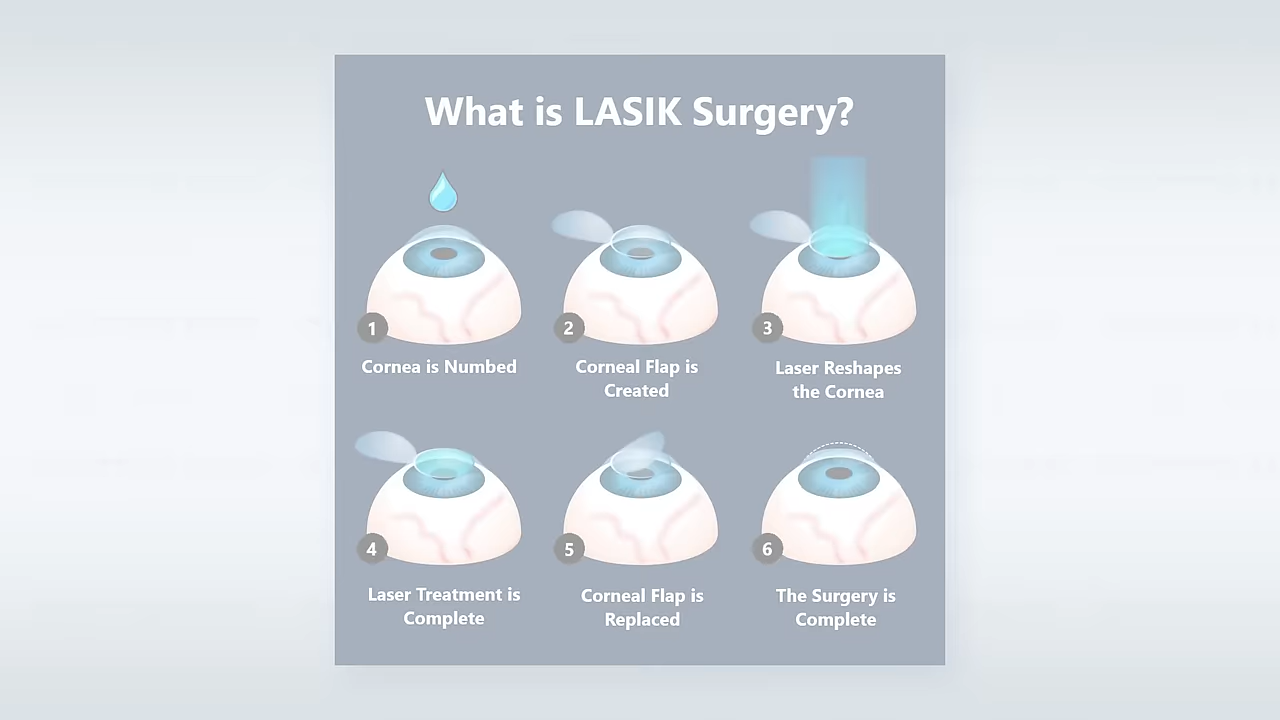 What is LASIK Surgery?
1
Cornea is Numbed
2
Corneal Flap is
Created
3
Laser Reshapes
the Cornea
4
Laser Treatment is
Complete
5
Corneal Flap is
Replaced
6
The Surgery is
Complete